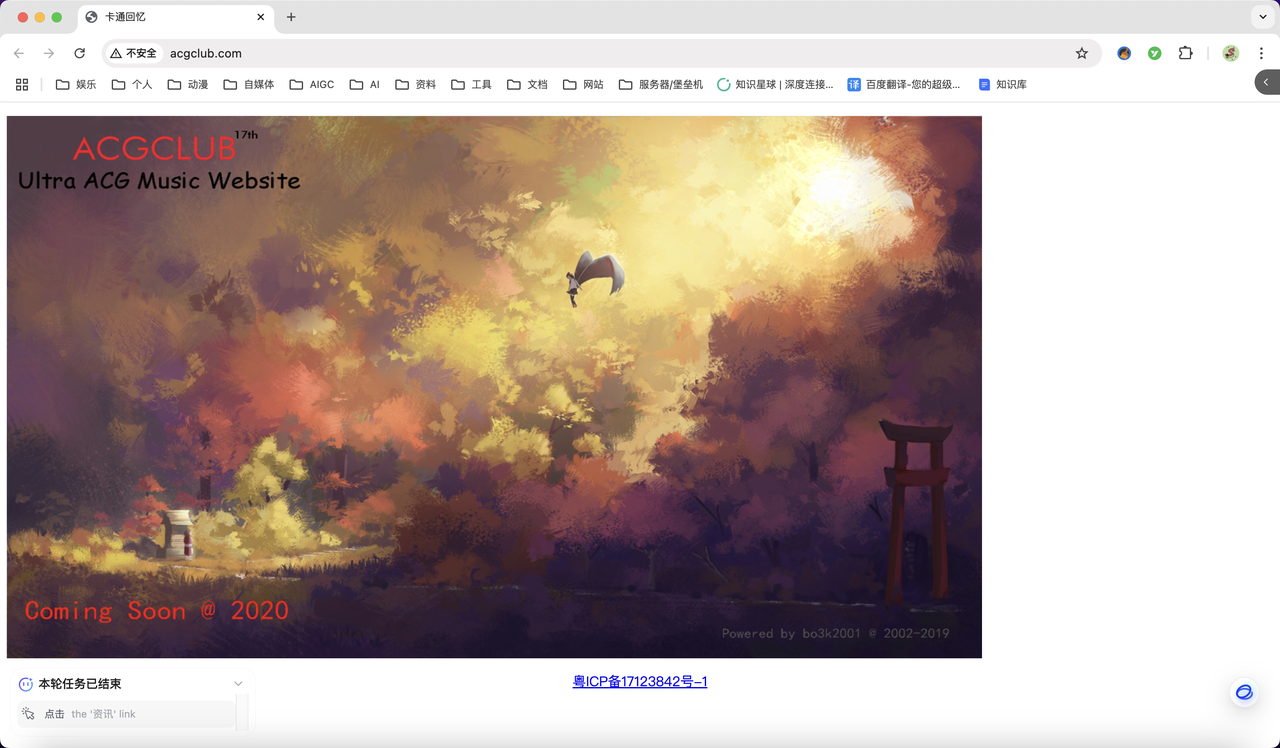 卡通回忆
不安全
acgclub.com
娱乐 个人 动漫 自媒体 AIGC AI 资料 工具 文档 网站 服务器/堡垒机 知识星球 | 深度连接... 译 百度翻译-您的超级... 知识库
ACGCLUB 17th
Ultra ACG Music Website
Coming Soon @ 2020
Powered by bo3k2001 @ 2002-2019
本轮任务已结束
点击 the '资讯' link
粤ICP备17123842号-1